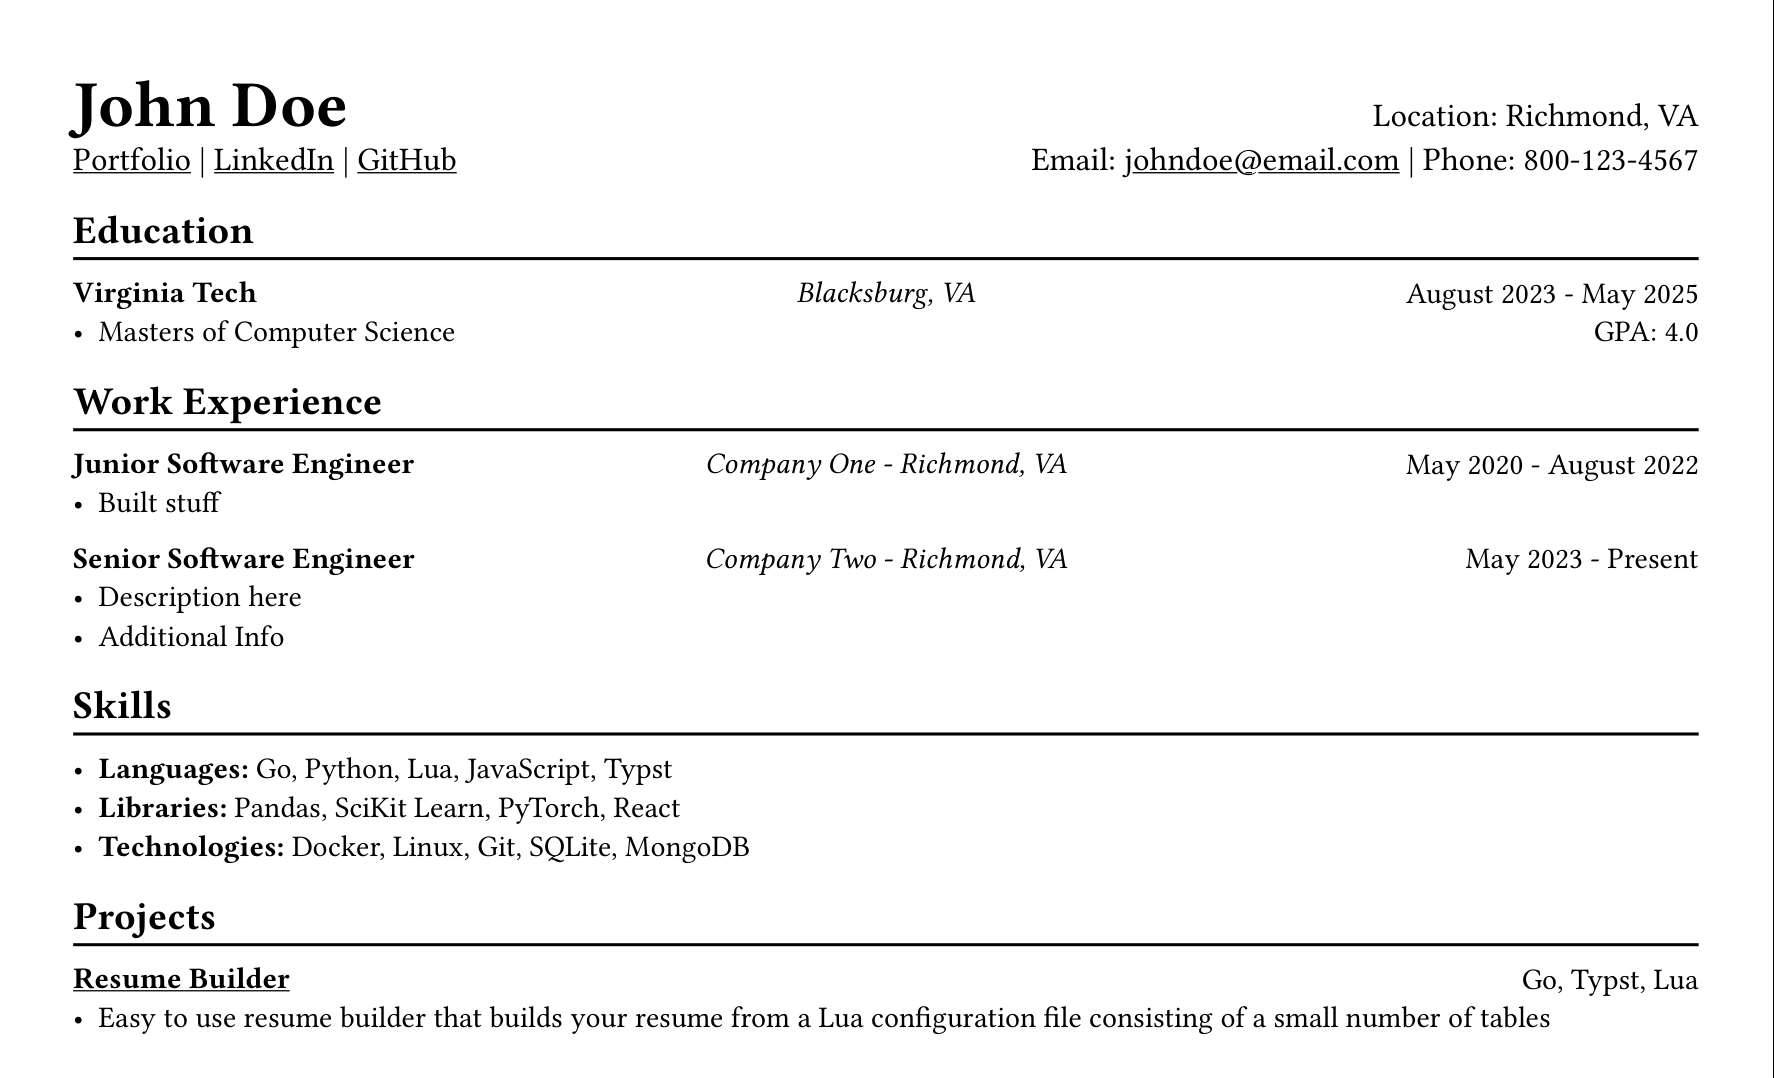 John Doe Location: Richmond, VA
Portfolio | LinkedIn | GitHub Email: johndoe@email.com | Phone: 800-123-4567
Education
Virginia Tech Blacksburg, VA August 2023 - May 2025
• Masters of Computer Science GPA: 4.0
Work Experience
Junior Software Engineer Company One - Richmond, VA May 2020 - August 2022
• Built stuff
Senior Software Engineer Company Two - Richmond, VA May 2023 - Present
• Description here
• Additional Info
Skills
• Languages: Go, Python, Lua, JavaScript, Typst
• Libraries: Pandas, SciKit Learn, PyTorch, React
• Technologies: Docker, Linux, Git, SQLite, MongoDB
Projects
Resume Builder Go, Typst, Lua
• Easy to use resume builder that builds your resume from a Lua configuration file consisting of a small number of tables